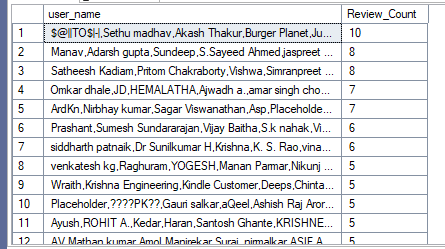 user_name Review_Count
1 $@||TO$|-|,Sethu madhav,Akash Thakur,Burger Planet,Ju... 10
2 Manav,Adarsh gupta,Sundeep,S.Sayeed Ahmed,jaspreet ... 8
3 Satheesh Kadiam,Pritom Chakraborty,Vishwa,Simranpreet ... 8
4 Omkar dhale,JD,HEMALATHA,Ajwadh a.,amar singh cho... 7
5 ArdKn,Nirbhay kumar,Sagar Viswanathan,Asp,Placeholde... 7
6 Prashant,Sumesh Sundararajan,Vijay Baitha,S.k nahak,Vi... 6
7 siddharth patnaik,Dr Sunilkumar H,Krishna,K. S. Rao,vina... 6
8 venkatesh kg,Raghuram,YOGESH,Manan Parmar,Nikunj ... 5
9 Wraith,Krishna Engineering,Kindle Customer,Deeps,Chinta... 5
10 Placeholder,????PK??,Gauri salkar,aQeel,Ashish Raj Aror... 5
11 Ayush,ROHIT A.,Kedar,Haran,Santosh Ghante,KRISHNE... 5
12 AV,Mathan kumar,Amol Manjrekar,Suraj, nirmalkar,ASIF A... 5